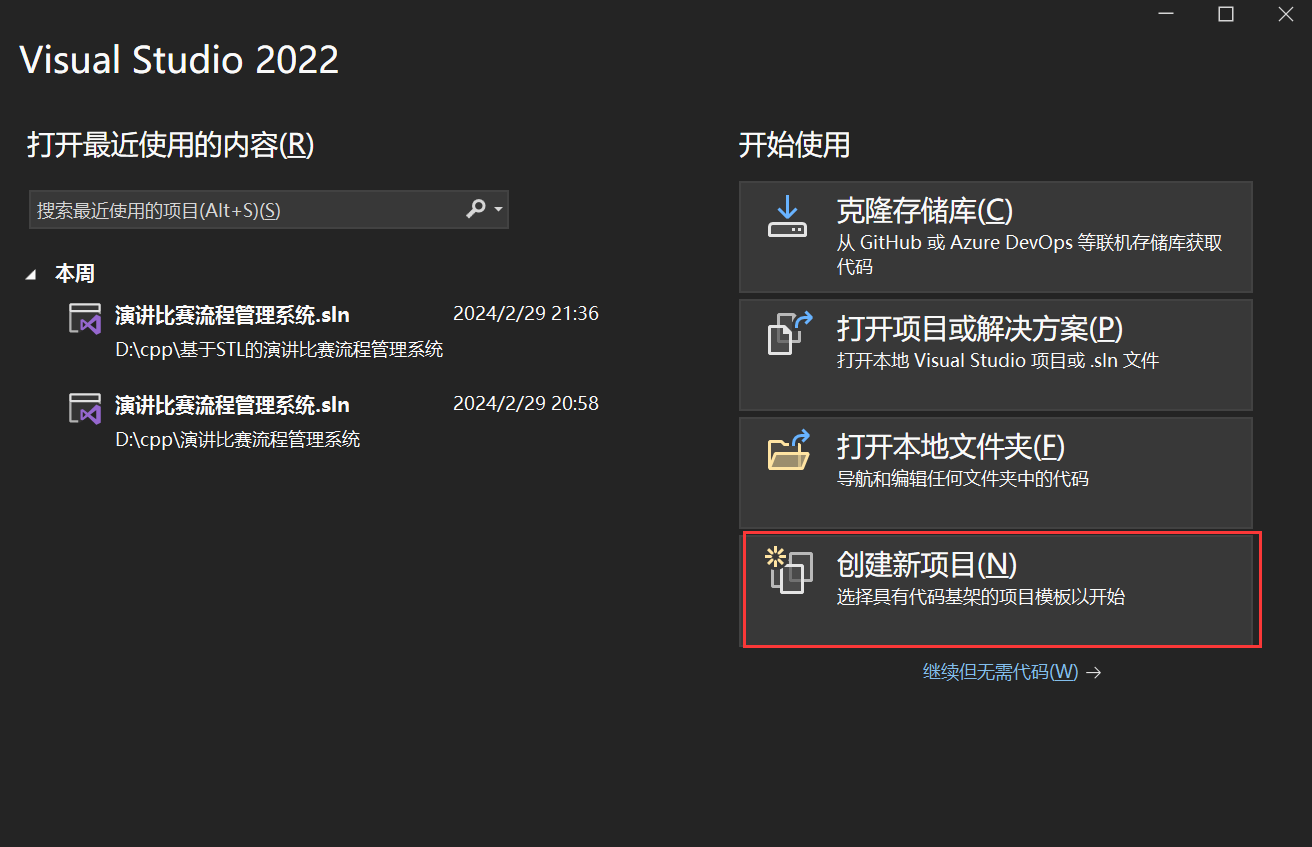 Visual Studio 2022
打开最近使用的内容(R)
搜索最近使用的项目(Alt+S)(S)
本周
演讲比赛流程管理系统.sln 2024/2/29 21:36
D:\cpp\基于STL的演讲比赛流程管理系统
演讲比赛流程管理系统.sln 2024/2/29 20:58
D:\cpp\演讲比赛流程管理系统
开始使用
克隆存储库(C)
从 GitHub 或 Azure DevOps 等联机存储库获取
代码
打开项目或解决方案(P)
打开本地 Visual Studio 项目或 .sln 文件
打开本地文件夹(F)
导航和编辑任何文件夹中的代码
创建新项目(N)
选择具有代码基架的项目模板以开始
继续但无需代码(W) →